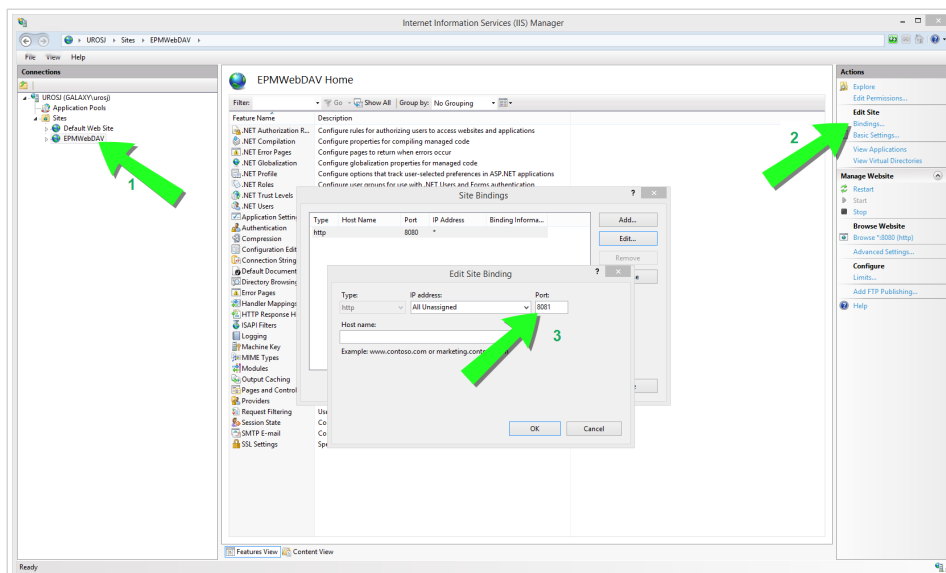 Internet Information Services (IIS) Manager
UROSJ Sites EPMWebDAV
File View Help
Connections
UROSJ (GALAXY\urosj)
Application Pools
Sites
Default Web Site
EPMWebDAV
1
EPMWebDAV Home
Filter: Go Show All Group by: No Grouping
Feature Name Description
.NET Authorization R... Configure rules for authorizing users to access websites and applications
.NET Compilation Configure properties for compiling managed code
.NET Error Pages Configure pages to return when errors occur
.NET Globalization Configure globalization properties for managed code
.NET Profile Configure options that track user-selected preferences in ASP.NET applications
.NET Roles Configure user groups for use with .NET Users and Forms authentication
.NET Trust Levels
.NET Users
Application Settin
Authentication
Compression
Configuration Edit
Connection String
Default Document
Directory Browsing
Error Pages
Handler Mappings
HTTP Response H
ISAPI Filters
Logging
Machine Key
MIME Types
Modules
Output Caching
Pages and Control
Providers
Request Filtering Use
Session State Co
SMTP E-mail Co
SSL Settings Spe
Site Bindings ?
Type Host Name Port IP Address Binding Informa...
http 8080 *
Add...
Edit...
Remove
Edit Site Binding ?
Type: IP address: Port:
http All Unassigned 8081
Host name:
3
Example: www.contoso.com or marketing.conto
OK Cancel
Features View Content View
Actions
Explore
Edit Permissions...
Edit Site
Bindings...
Basic Settings...
2
View Applications
View Virtual Directories
Manage Website
Restart
Start
Stop
Browse Website
Browse *:8080 (http)
Advanced Settings...
Configure
Limits...
Add FTP Publishing...
Help
Ready